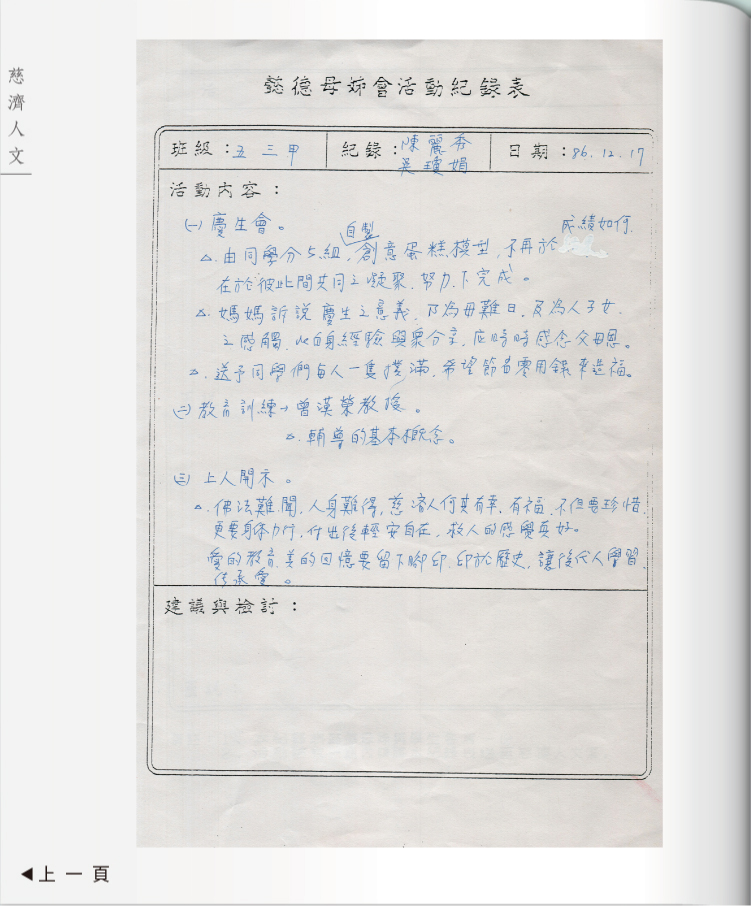 慈濟人文
懿德母姊會活動紀錄表
班級：五 三 甲
紀錄：陳麗秀
吳瓊娟
日期：86.12.17
活動內容：
(一) 慶生會。
自製
成績如何.
△. 由同學分5組, 創意蛋糕模型, 不再於
在於彼此間共同之凝聚.努力.下完成。
△. 媽媽訴說慶生之意義, 乃為母難日, 及為人子女
之感觸, 以自身經驗與眾分享, 應時時感念父母恩。
△. 送予同學們每人一隻撲滿, 希望節省零用錢來造福。
(二) 教育訓練→曾漢榮教授。
△. 輔導的基本概念。
(三) 上人開示。
△. 佛法難聞, 人身難得, 慈濟人何其有幸, 有福, 不但要珍惜
更要身体力行, 付出後輕安自在, 救人的感覺真好。
愛的教育.美的回憶要留下腳印.印於歷史, 讓後代人學習.
传承愛。
建議與檢討：
◀上一頁